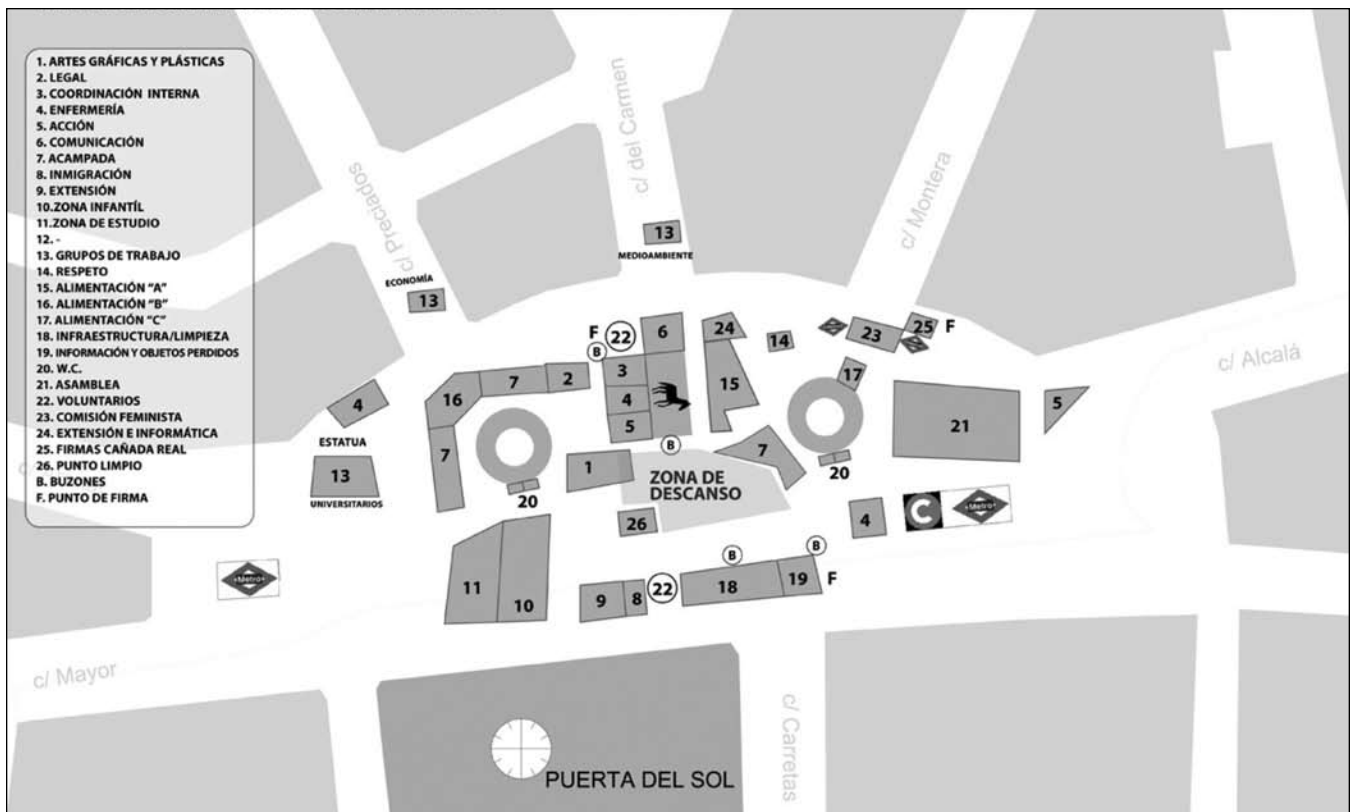 1. ARTES GRÁFICAS Y PLÁSTICAS
2. LEGAL
3. COORDINACIÓN INTERNA
4. ENFERMERÍA
5. ACCIÓN
6. COMUNICACIÓN
7. ACAMPADA
8. INMIGRACIÓN
9. EXTENSIÓN
10.ZONA INFANTÍL
11.ZONA DE ESTUDIO
12. -
13. GRUPOS DE TRABAJO
14. RESPETO
15. ALIMENTACIÓN "A"
16. ALIMENTACIÓN "B"
17. ALIMENTACIÓN "C"
18. INFRAESTRUCTURA/LIMPIEZA
19. INFORMACIÓN Y OBJETOS PERDIDOS
20. W.C.
21. ASAMBLEA
22. VOLUNTARIOS
23. COMISIÓN FEMINISTA
24. EXTENSIÓN E INFORMÁTICA
25. FIRMAS CAÑADA REAL
26. PUNTO LIMPIO
B. BUZONES
F. PUNTO DE FIRMA
c/ Preciados
c/ del Carmen
c/ Montera
c/ Alcalá
13
MEDIOAMBIENTE
ECONOMÍA
13
F
22
B
6
24
14
23
25
F
3
7
2
16
4
15
17
4
5
7
5
21
ESTATUA
13
UNIVERSITARIOS
7
1
B
ZONA DE
DESCANSO
20
20
26
4
C
Metro
Metro
11
10
9
8
22
B
18
B
19
F
c/ Mayor
c/ Carretas
PUERTA DEL SOL